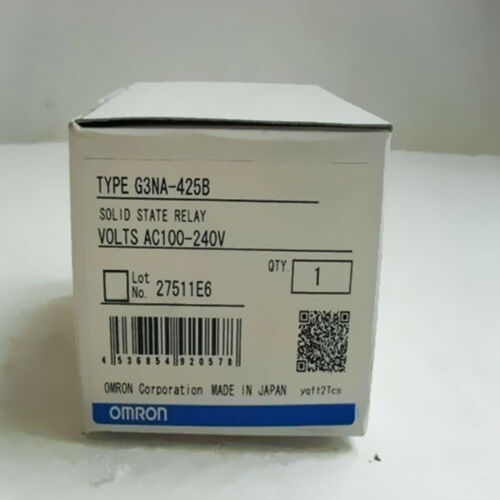 TYPE G3NA-425B
SOLID STATE RELAY
VOLTS AC100-240V
Lot No. 27511E6
QTY. 1
4 536854 920578
OMRON Corporation MADE IN JAPAN
yqft2Tcs
OMRON